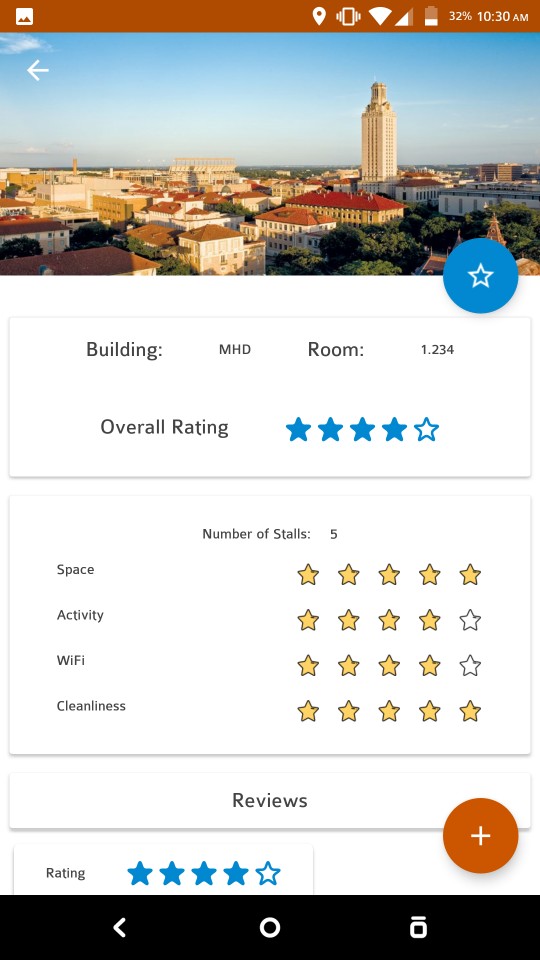 32% 10:30 AM
Building: MHD Room: 1.234
Overall Rating
Number of Stalls: 5
Space
Activity
WiFi
Cleanliness
Reviews
Rating